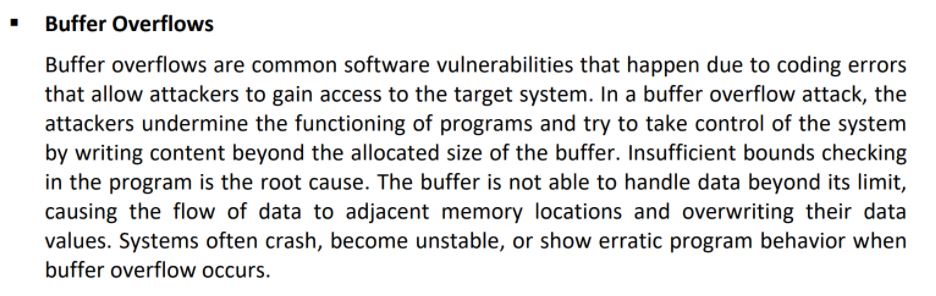 ▪ Buffer Overflows
Buffer overflows are common software vulnerabilities that happen due to coding errors
that allow attackers to gain access to the target system. In a buffer overflow attack, the
attackers undermine the functioning of programs and try to take control of the system
by writing content beyond the allocated size of the buffer. Insufficient bounds checking
in the program is the root cause. The buffer is not able to handle data beyond its limit,
causing the flow of data to adjacent memory locations and overwriting their data
values. Systems often crash, become unstable, or show erratic program behavior when
buffer overflow occurs.